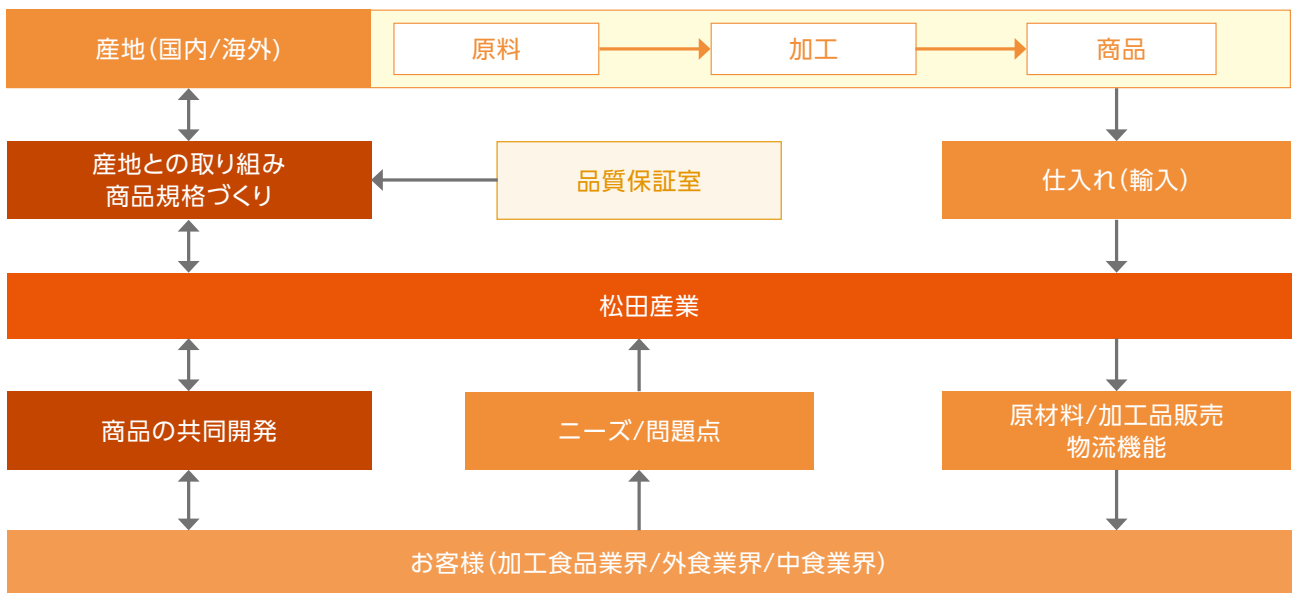 産地(国内/海外)
原料
加工
商品
産地との取り組み
商品規格づくり
品質保証室
仕入れ(輸入)
松田産業
商品の共同開発
ニーズ/問題点
原材料/加工品販売
物流機能
お客様(加工食品業界/外食業界/中食業界)